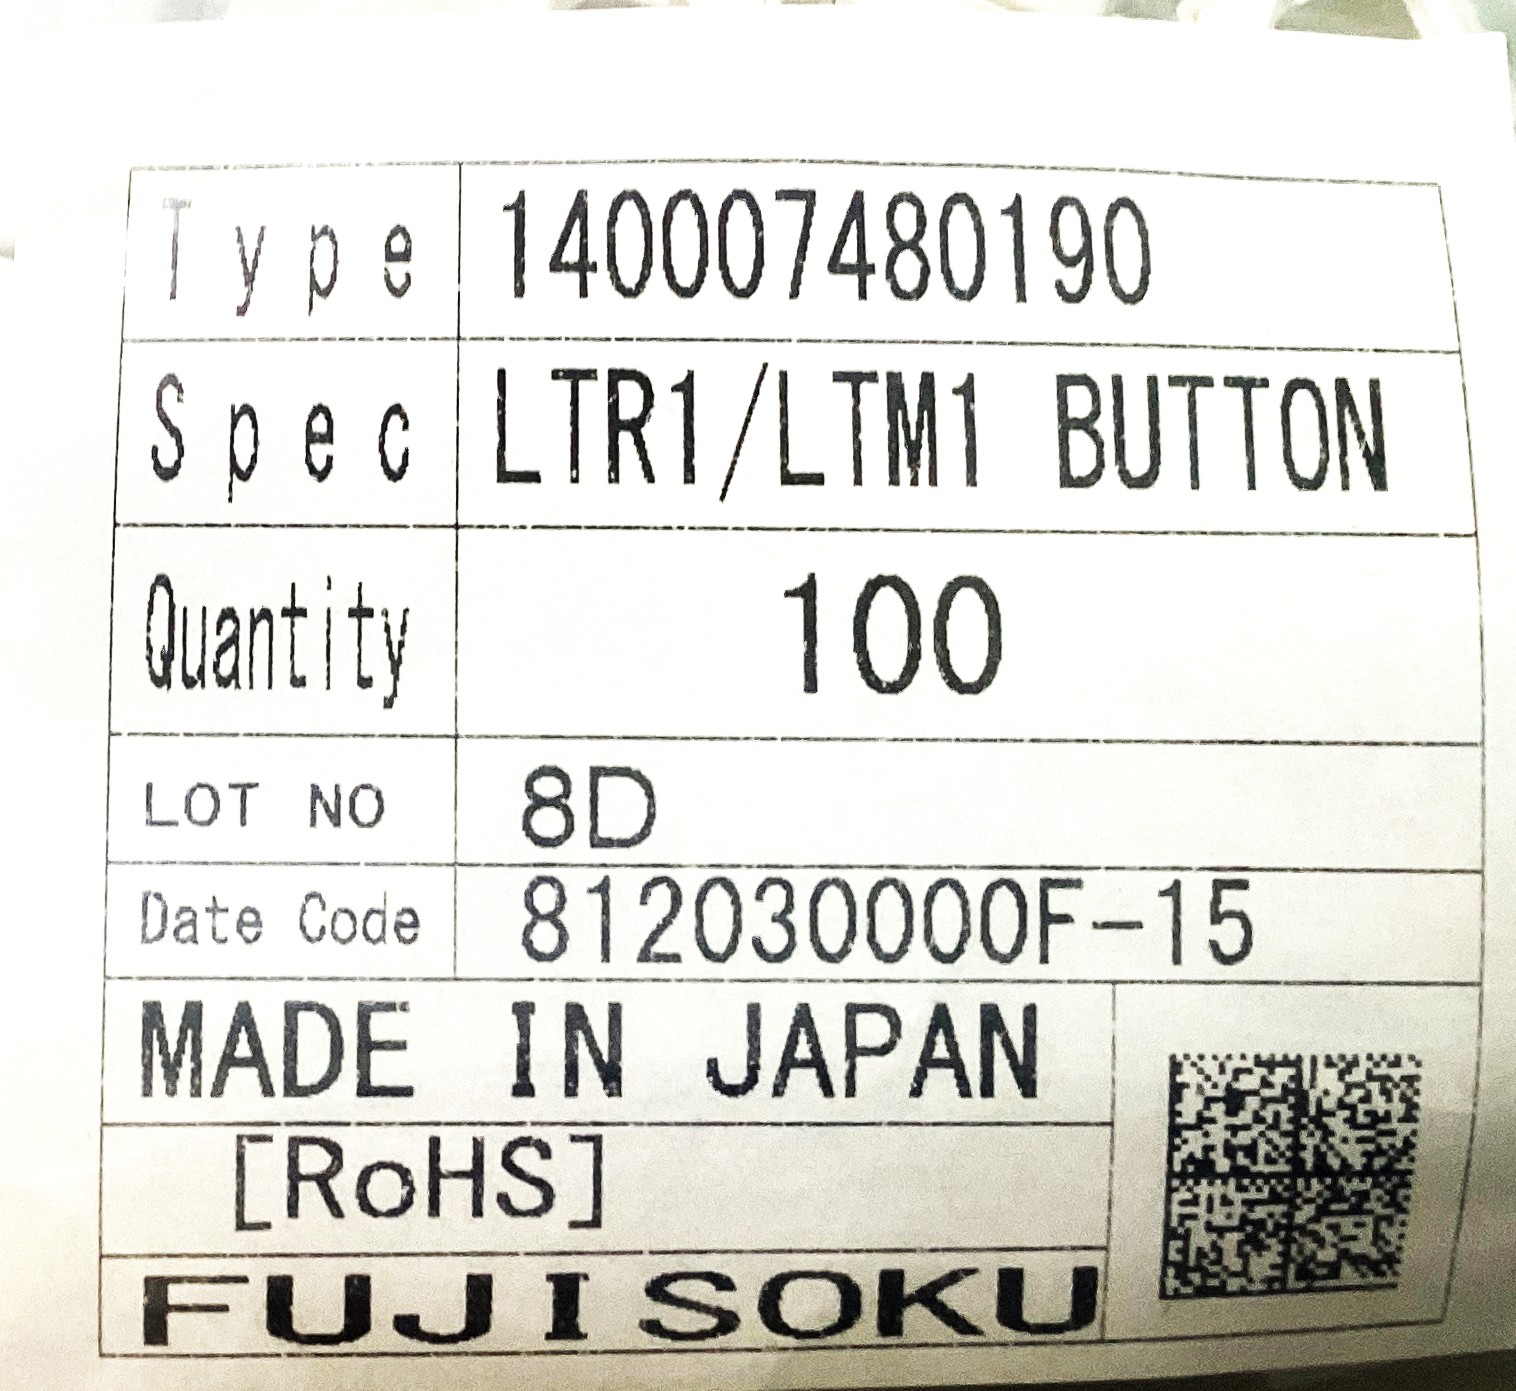 Type 140007480190
Spec LTR1/LTM1 BUTTON
Quantity 100
LOT NO 8D
Date Code 812030000F-15
MADE IN JAPAN
[RoHS]
FUJISOKU